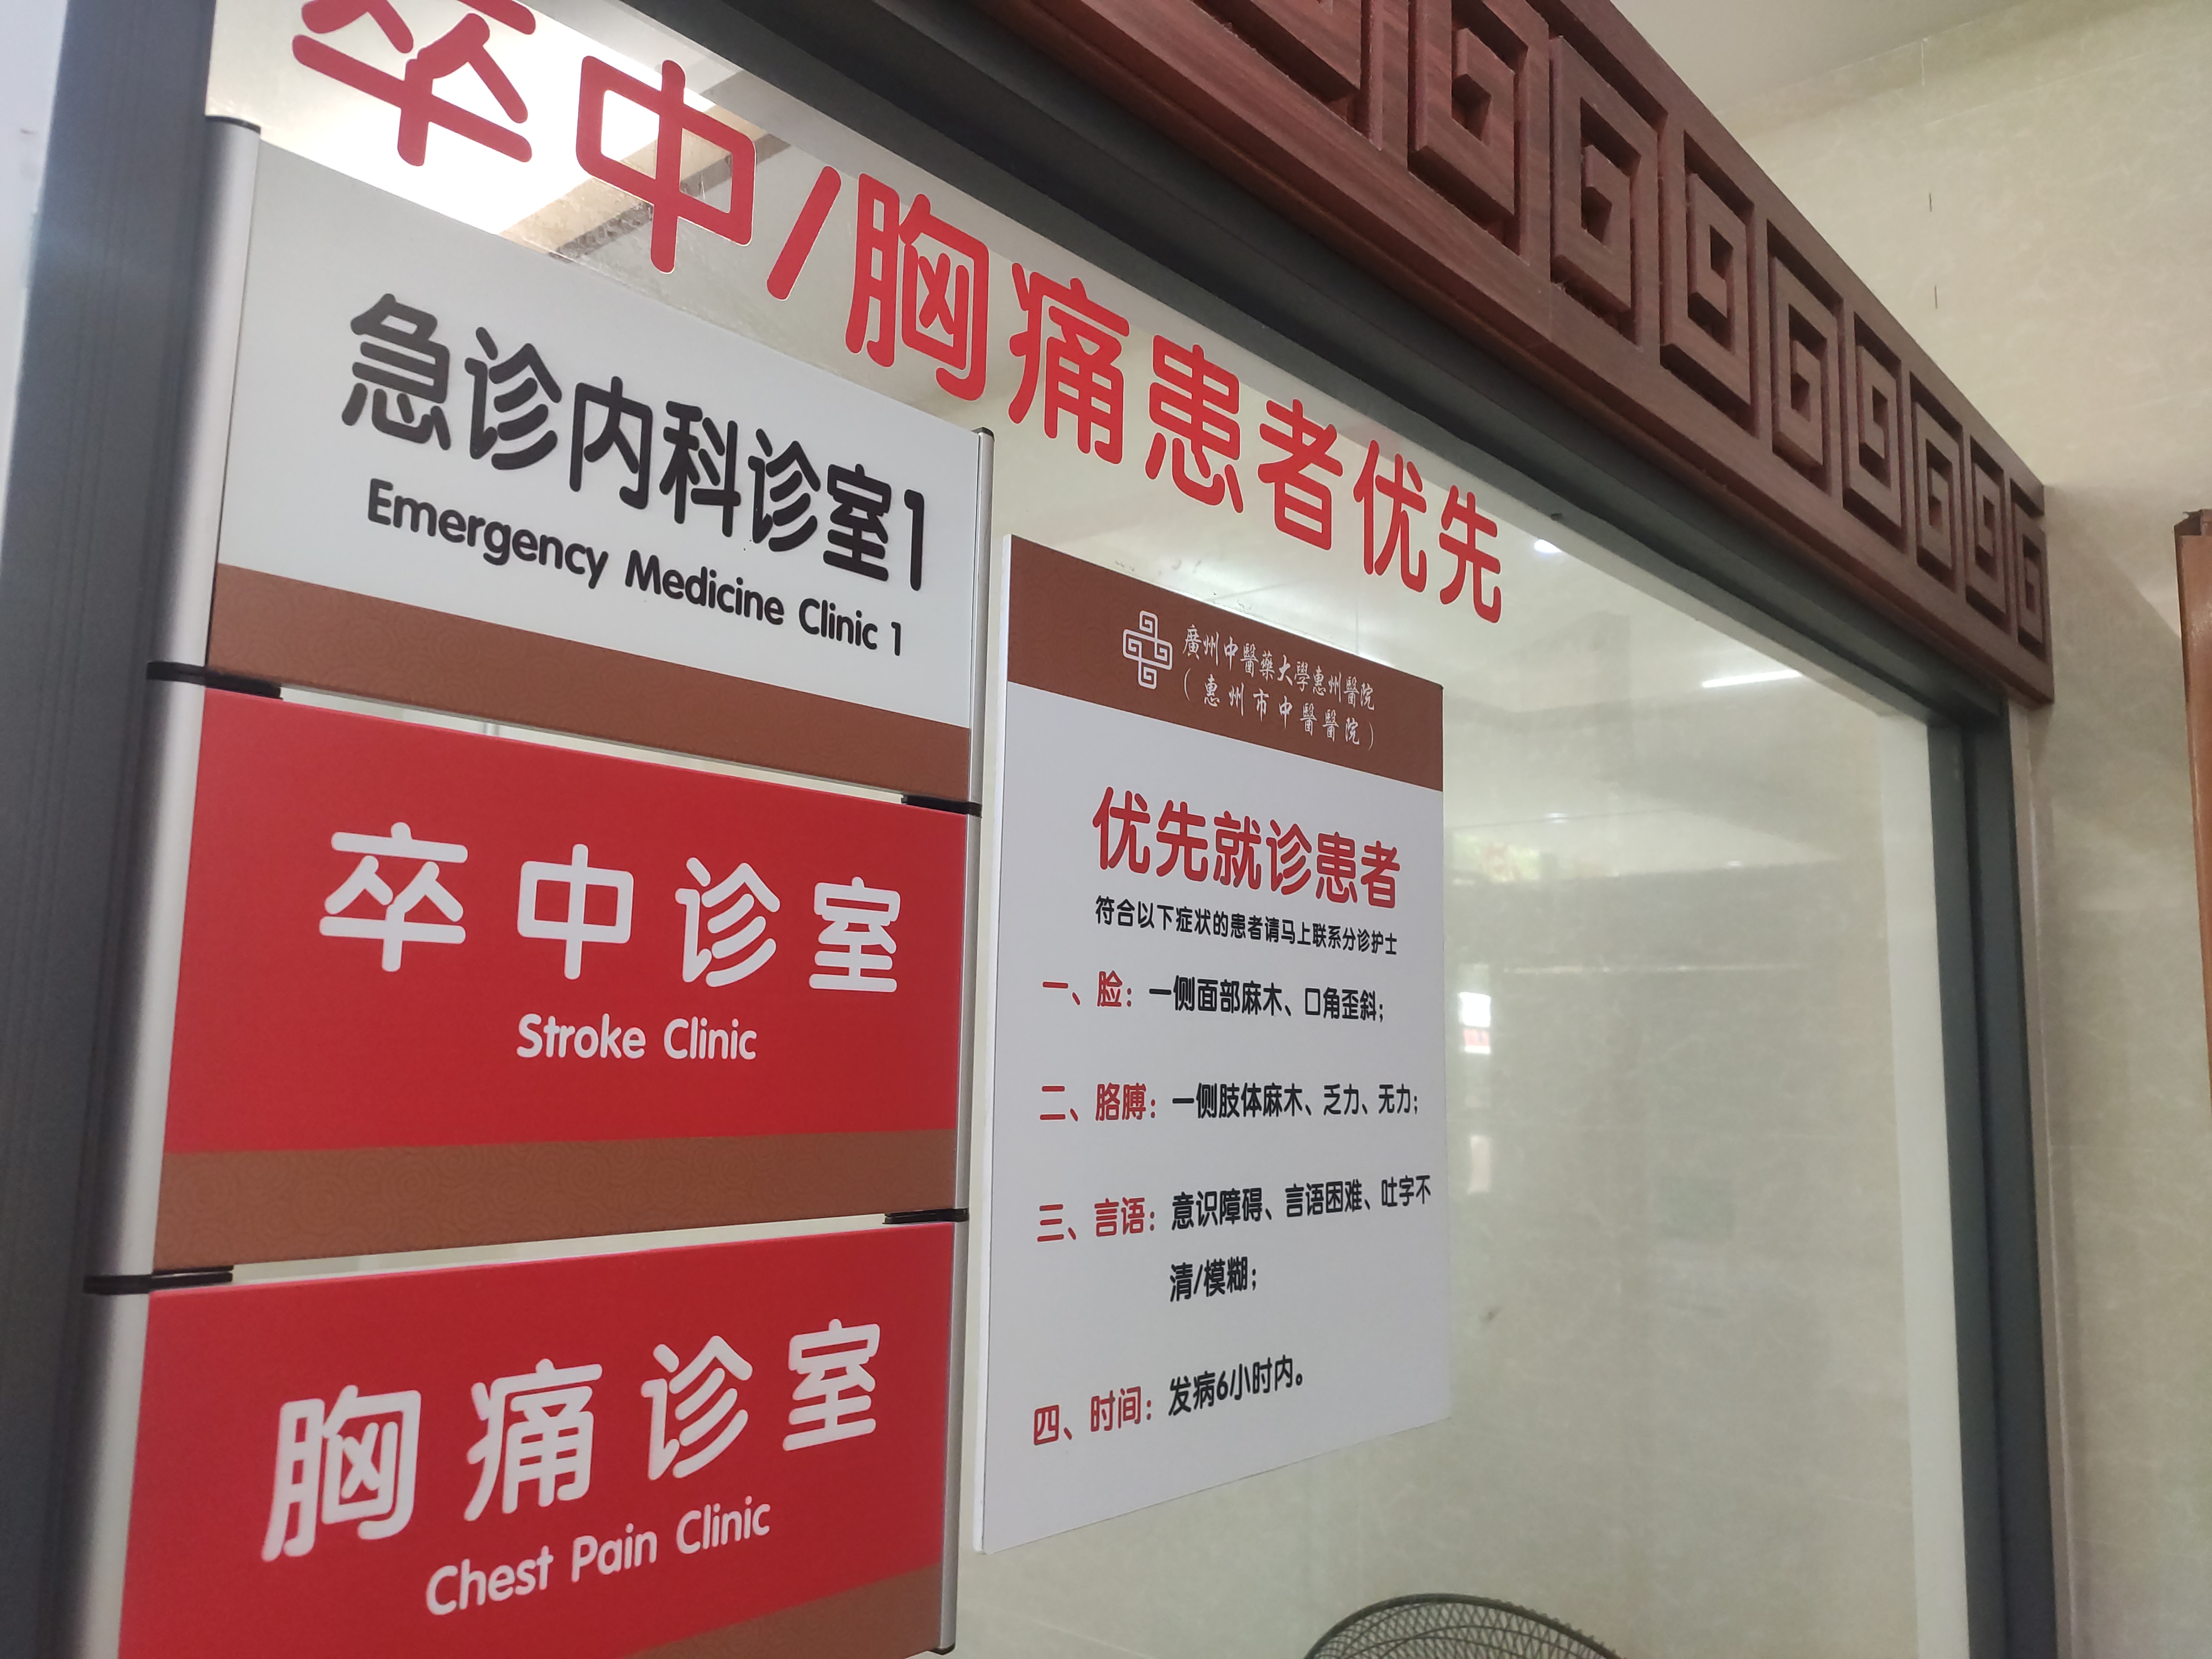 卒中/胸痛患者优先
急诊内科诊室1
Emergency Medicine Clinic 1
卒中诊室
Stroke Clinic
胸痛诊室
Chest Pain Clinic
廣州中醫藥大學惠州醫院
(惠州市中醫醫院)
优先就诊患者
符合以下症状的患者请马上联系分诊护士
一、脸：一侧面部麻木、口角歪斜；
二、胳膊：一侧肢体麻木、乏力、无力；
三、言语：意识障碍、言语困难、吐字不
清/模糊；
四、时间：发病6小时内。